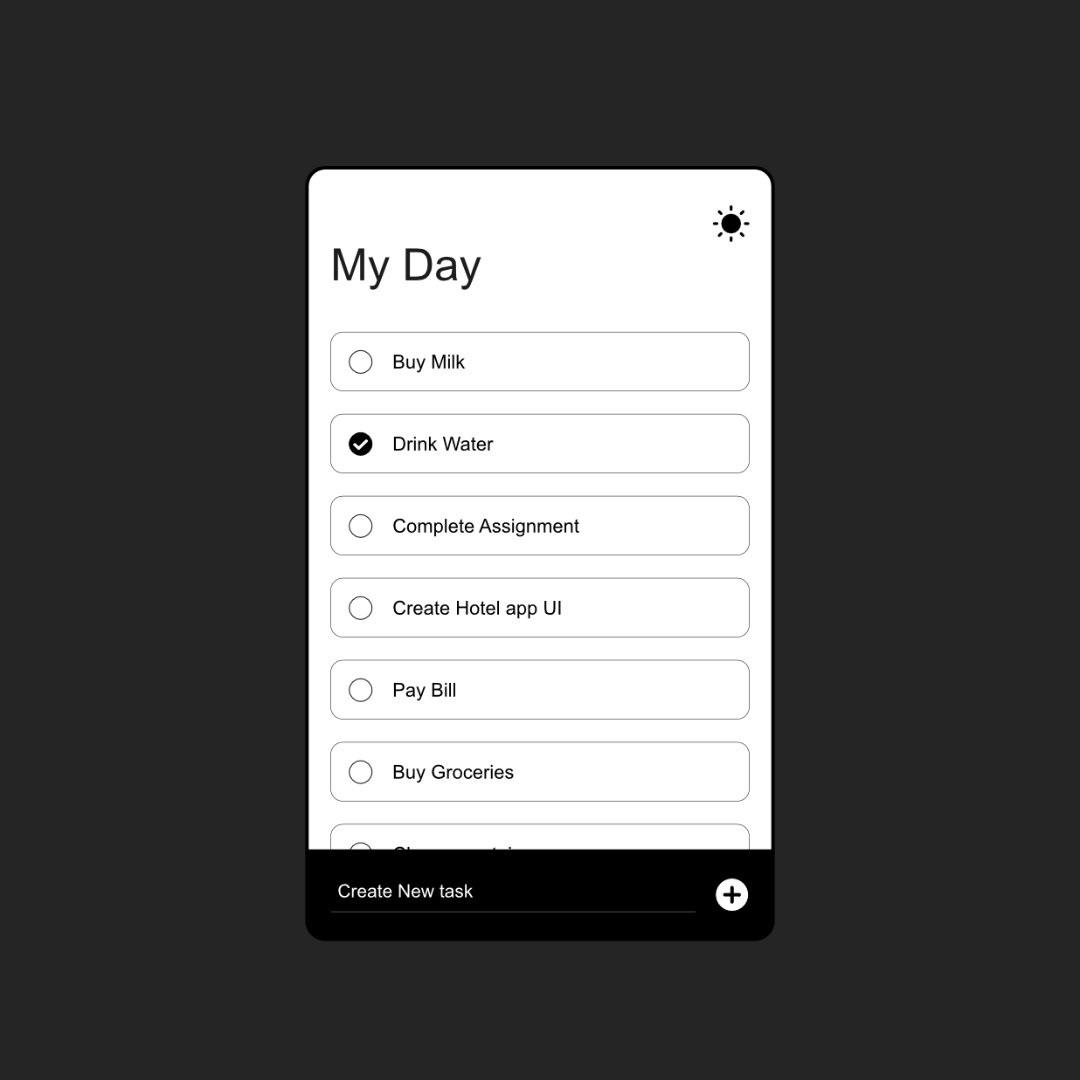 My Day
Buy Milk
Drink Water
Complete Assignment
Create Hotel app UI
Pay Bill
Buy Groceries
Create New task